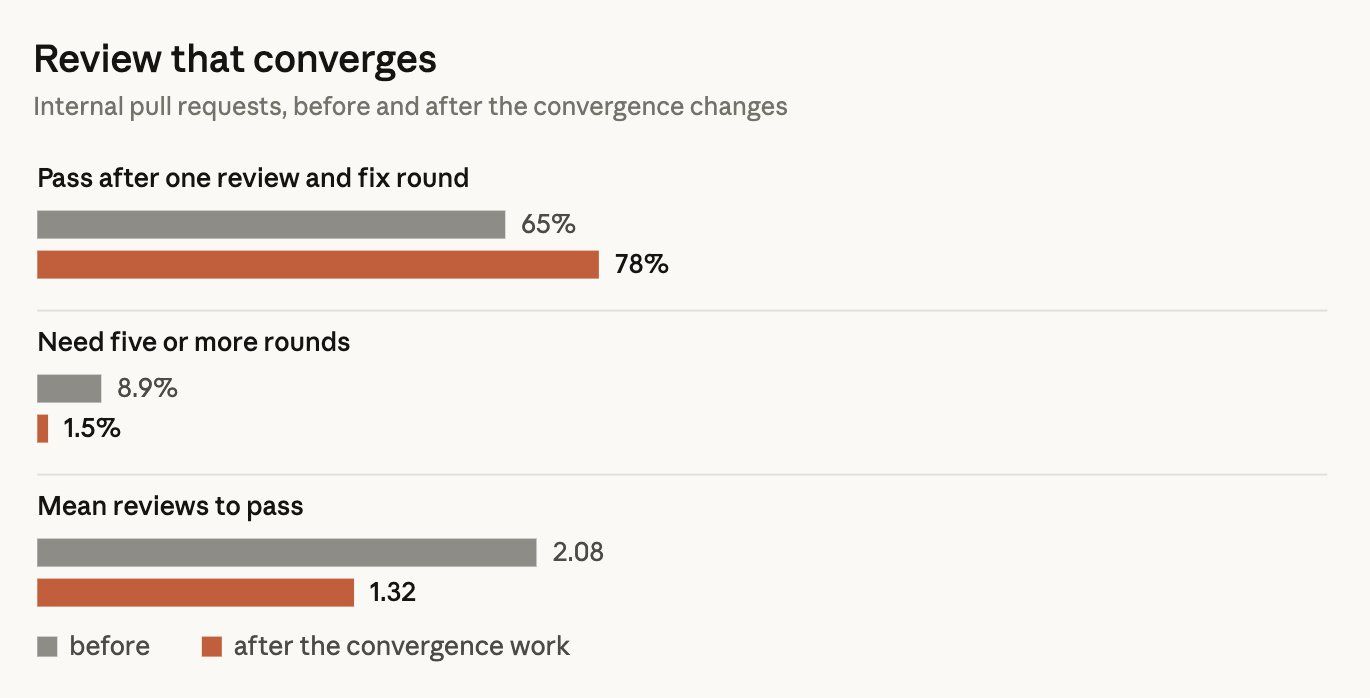 Review that converges
Internal pull requests, before and after the convergence changes
Pass after one review and fix round
65%
78%
Need five or more rounds
8.9%
1.5%
Mean reviews to pass
2.08
1.32
before after the convergence work